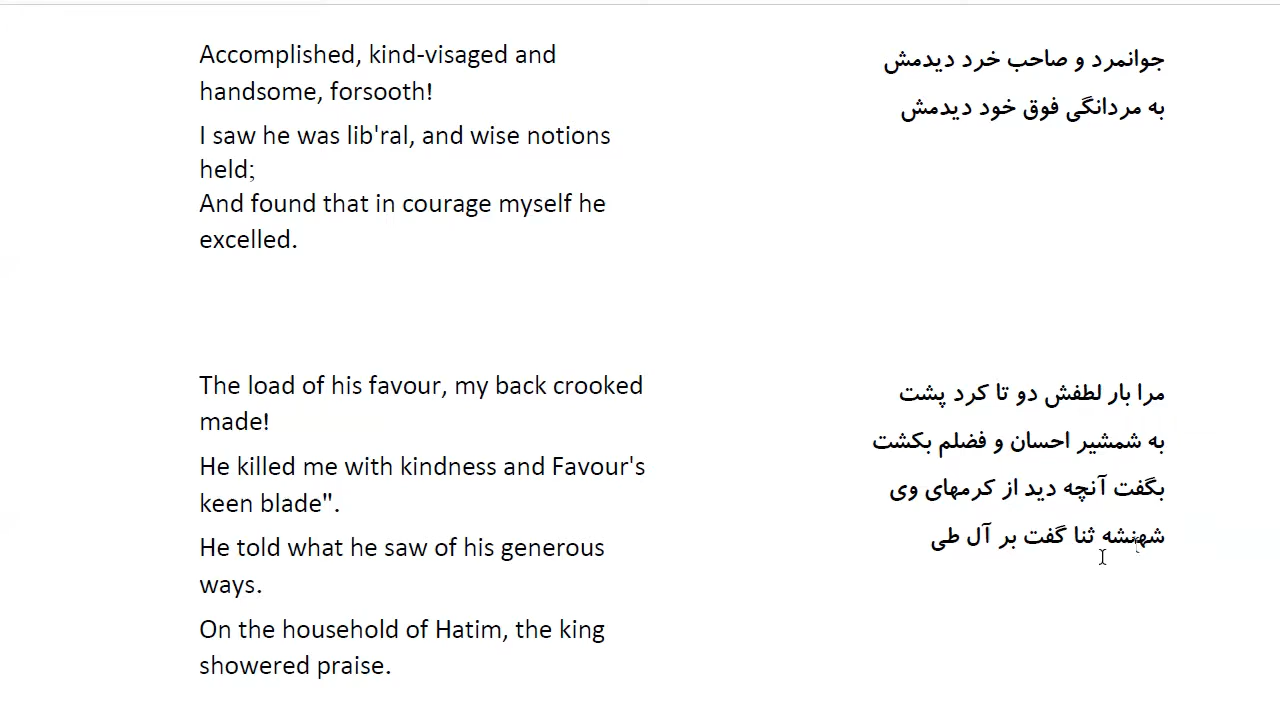 Accomplished, kind-visaged and
handsome, forsooth!
I saw he was lib'ral, and wise notions
held;
And found that in courage myself he
excelled.
جوانمرد و صاحب خرد دیدمش
به مردانگی فوق خود دیدمش
The load of his favour, my back crooked
made!
He killed me with kindness and Favour's
keen blade".
He told what he saw of his generous
ways.
On the household of Hatim, the king
showered praise.
مرا بار لطفش دو تا کرد پشت
به شمشیر احسان و فضلم بکشت
بگفت آنچه دید از کرمهای وی
شهنشه ثنا گفت بر آل طی